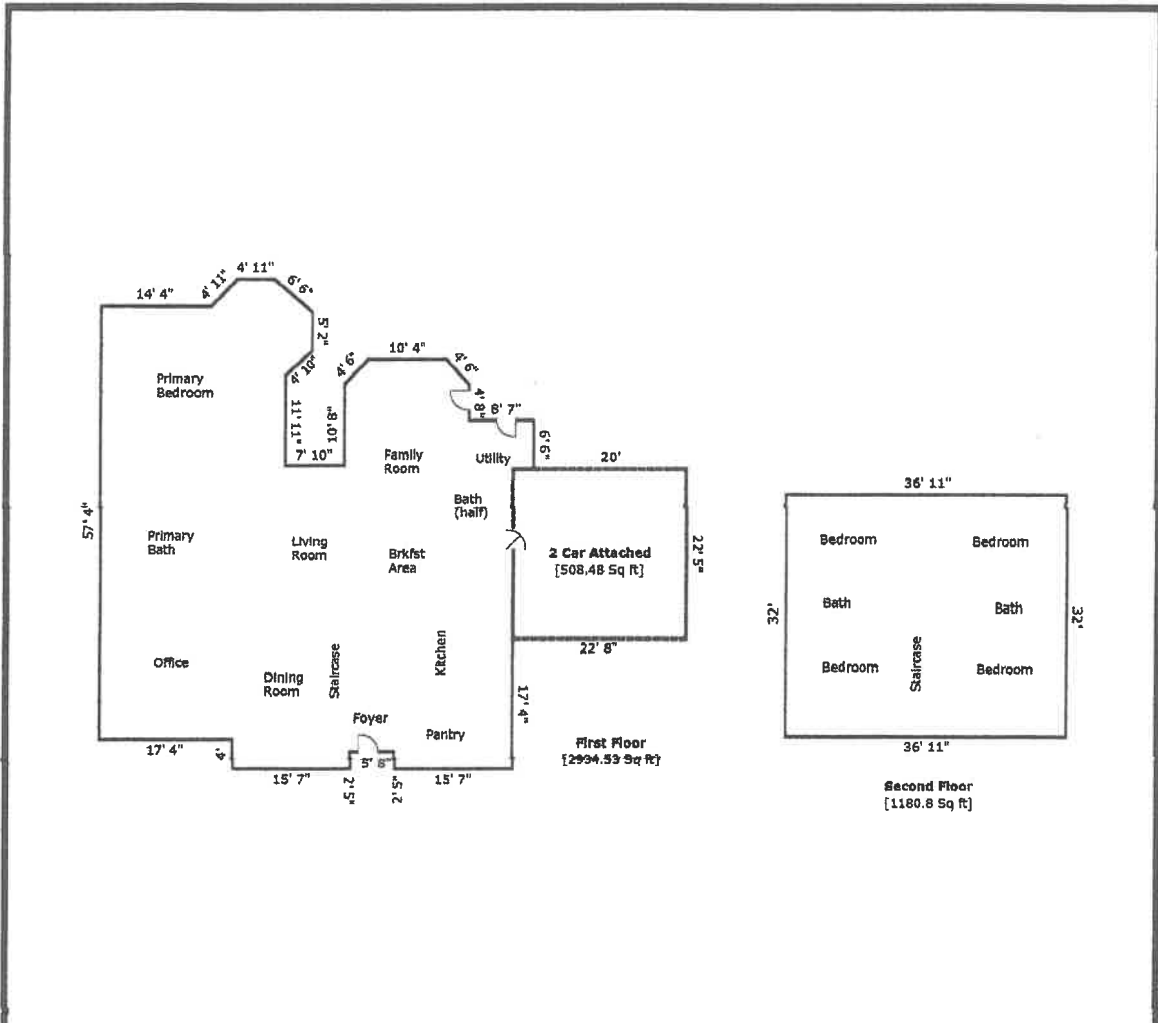 4' 11"
4' 11"
6' 6"
14' 4"
5' 2"
10' 4"
4' 6"
4' 6"
4' 10"
Primary
Bedroom
4' 8"
11' 11"
10' 8"
6' 7"
6' 6"
7' 10"
Family
Room
Utility
20'
36' 11"
Bath
(half)
57' 4"
Primary
Bath
Living
Room
Brkfst
Area
2 Car Attached
[508.48 Sq ft]
22' 5"
Bedroom
Bedroom
32'
Bath
Bath
32'
22' 8"
Office
Dining
Room
Staircase
Kitchen
Staircase
Bedroom
Bedroom
17' 4"
Foyer
Pantry
17' 4"
4'
5' 8"
First Floor
[2994.53 Sq ft]
36' 11"
15' 7"
2' 5"
2' 5"
15' 7"
Second Floor
[1180.8 Sq ft]